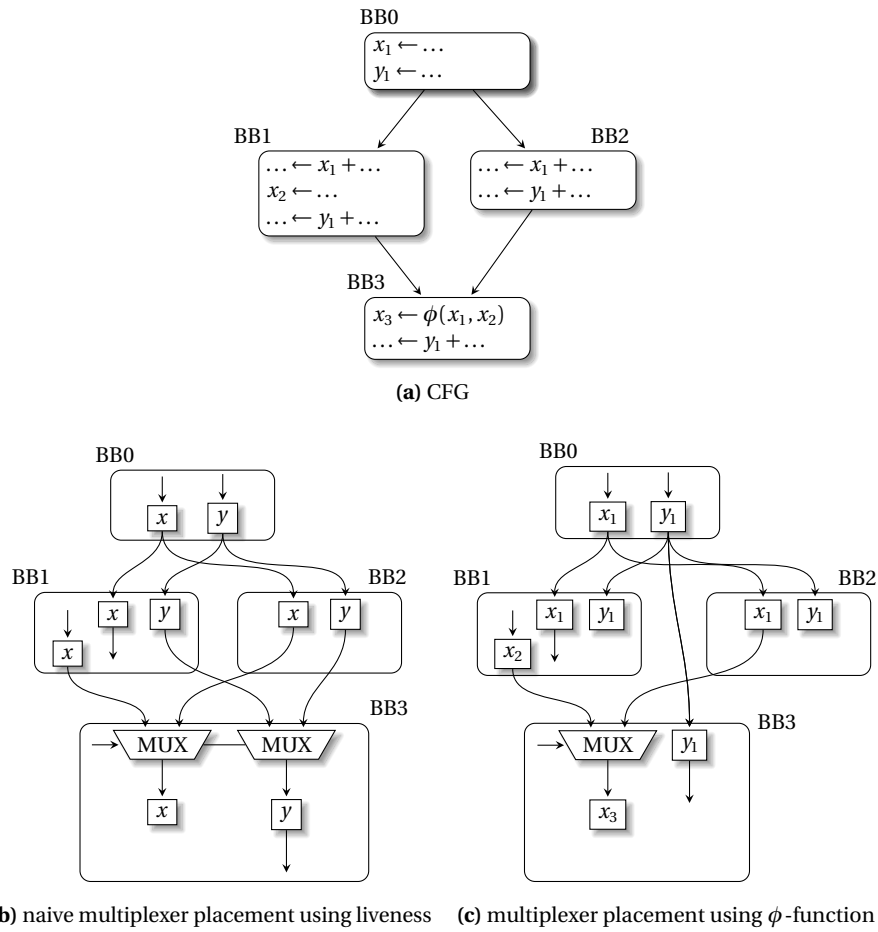 BB0
x₁ ← …
y₁ ← …
BB1
BB2
… ← x₁ + …
x₂ ← …
… ← y₁ + …
… ← x₁ + …
… ← y₁ + …
BB3
x₃ ← ϕ(x₁, x₂)
… ← y₁ + …
(a) CFG
BB0
x
y
BB1
BB2
x
y
x
x
y
BB3
MUX
MUX
x
y
b) naive multiplexer placement using liveness
BB0
x₁
y₁
BB1
BB2
x₁
y₁
x₂
x₁
y₁
BB3
MUX
y₁
x₃
(c) multiplexer placement using ϕ-function